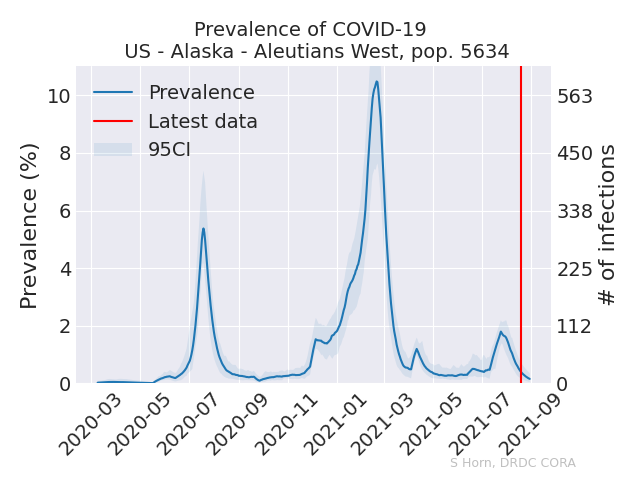 Prevalence of COVID-19
US - Alaska - Aleutians West, pop. 5634
Prevalence
Latest data
95CI
Prevalence (%)
10
8
6
4
2
0
563
450
338
225
112
0
# of infections
2020-03
2020-05
2020-07
2020-09
2020-11
2021-01
2021-03
2021-05
2021-07
2021-09
S Horn, DRDC CORA